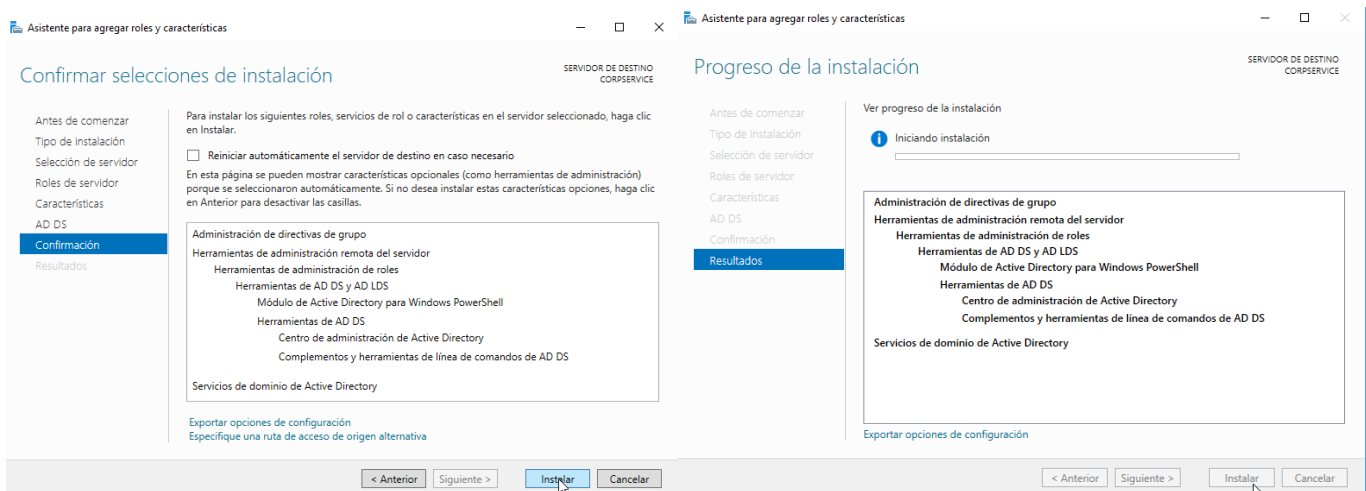 Asistente para agregar roles y características
Confirmar selecciones de instalación
SERVIDOR DE DESTINO
CORPSERVICE
Antes de comenzar
Tipo de instalación
Selección de servidor
Roles de servidor
Características
AD DS
Confirmación
Resultados
Para instalar los siguientes roles, servicios de rol o características en el servidor seleccionado, haga clic
en Instalar.
Reiniciar automáticamente el servidor de destino en caso necesario
En esta página se pueden mostrar características opcionales (como herramientas de administración)
porque se seleccionaron automáticamente. Si no desea instalar estas características opciones, haga clic
en Anterior para desactivar las casillas.
Administración de directivas de grupo
Herramientas de administración remota del servidor
Herramientas de administración de roles
Herramientas de AD DS y AD LDS
Módulo de Active Directory para Windows PowerShell
Herramientas de AD DS
Centro de administración de Active Directory
Complementos y herramientas de línea de comandos de AD DS
Servicios de dominio de Active Directory
Exportar opciones de configuración
Especifique una ruta de acceso de origen alternativa
< Anterior
Siguiente >
Instalar
Cancelar
Asistente para agregar roles y características
Progreso de la instalación
SERVIDOR DE DESTINO
CORPSERVICE
Antes de comenzar
Tipo de instalación
Selección de servidor
Roles de servidor
Características
AD DS
Confirmación
Resultados
Ver progreso de la instalación
Iniciando instalación
Administración de directivas de grupo
Herramientas de administración remota del servidor
Herramientas de administración de roles
Herramientas de AD DS y AD LDS
Módulo de Active Directory para Windows PowerShell
Herramientas de AD DS
Centro de administración de Active Directory
Complementos y herramientas de línea de comandos de AD DS
Servicios de dominio de Active Directory
Exportar opciones de configuración
< Anterior
Siguiente >
Instalar
Cancelar